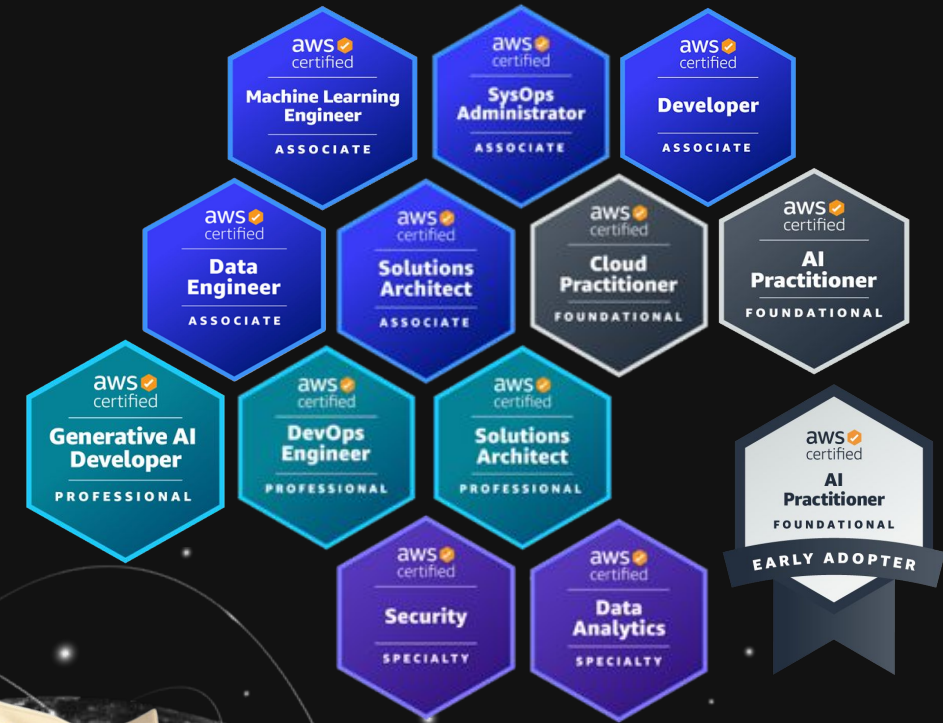 aws
certified
Machine Learning
Engineer
ASSOCIATE
aws
certified
SysOps
Administrator
ASSOCIATE
aws
certified
Developer
ASSOCIATE
aws
certified
Data
Engineer
ASSOCIATE
aws
certified
Solutions
Architect
ASSOCIATE
aws
certified
Cloud
Practitioner
FOUNDATIONAL
aws
certified
AI
Practitioner
FOUNDATIONAL
aws
certified
Generative AI
Developer
PROFESSIONAL
aws
certified
DevOps
Engineer
PROFESSIONAL
aws
certified
Solutions
Architect
PROFESSIONAL
aws
certified
AI
Practitioner
FOUNDATIONAL
EARLY ADOPTER
aws
certified
Security
SPECIALTY
aws
certified
Data
Analytics
SPECIALTY